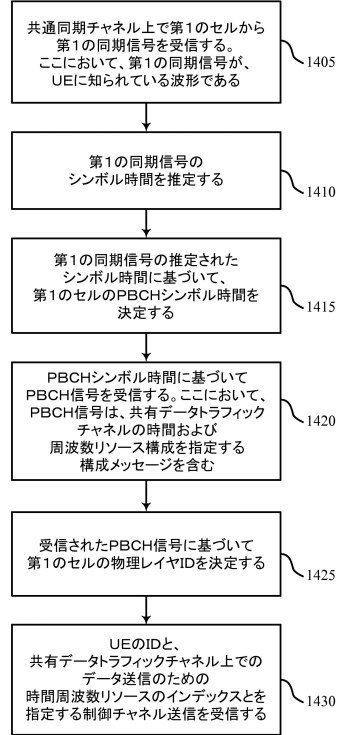 共通同期チャネル上で第1のセルから
第1の同期信号を受信する。
ここにおいて、第1の同期信号が、
UEに知られている波形である
1405
第1の同期信号の
シンボル時間を推定する
1410
第1の同期信号の推定された
シンボル時間に基づいて、
第1のセルのPBCHシンボル時間を
決定する
1415
PBCHシンボル時間に基づいて
PBCH信号を受信する。ここにおいて、
PBCH信号は、共有データトラフィック
チャネルの時間および
周波数リソース構成を指定する
構成メッセージを含む
1420
受信されたPBCH信号に基づいて
第1のセルの物理レイヤIDを決定する
1425
UEのIDと、
共有データトラフィックチャネル上での
データ送信のための
時間周波数リソースのインデックスとを
指定する制御チャネル送信を受信する
1430